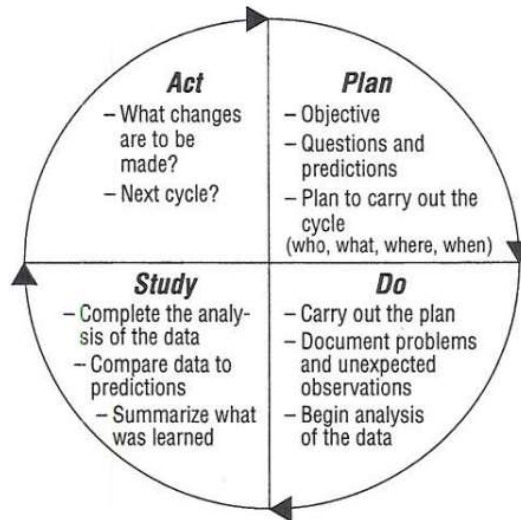 Act
– What changes
are to be
made?
– Next cycle?
Plan
– Objective
– Questions and
predictions
– Plan to carry out the
cycle
(who, what, where, when)
Study
– Complete the analy-
sis of the data
– Compare data to
predictions
– Summarize what
was learned
Do
– Carry out the plan
– Document problems
and unexpected
observations
– Begin analysis
of the data